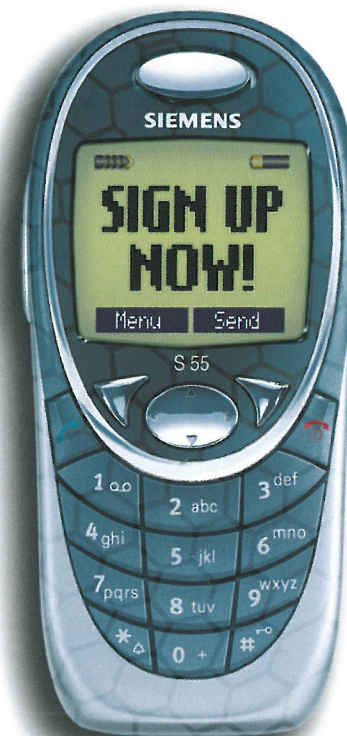 SIEMENS
SIGN UP
NOW!
Menu Send
S 55
1
2 abc
3 def
4 ghi
5 jkl
6 mno
7 pqrs
8 tuv
9 wxyz
*
0 +
#